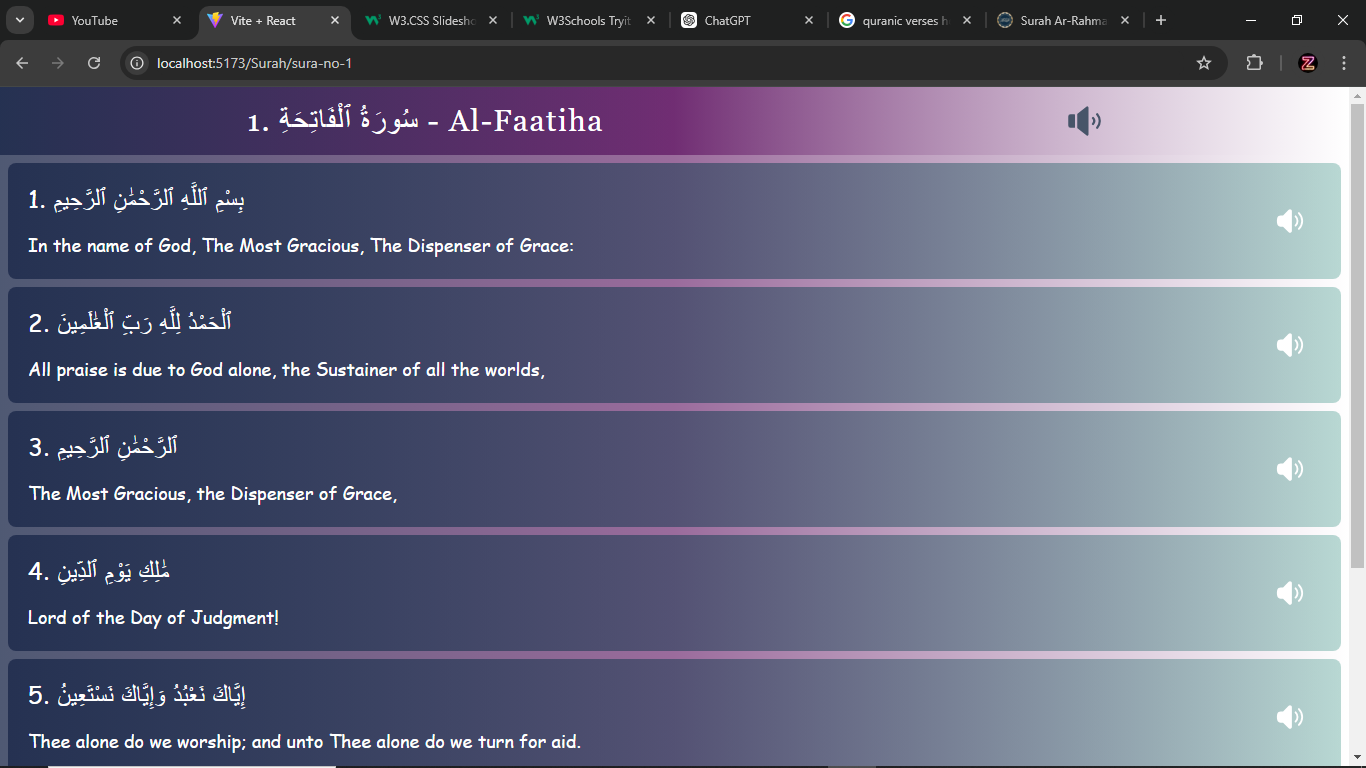 YouTube
Vite + React
W3.CSS Slidesho
W3Schools Tryit
ChatGPT
quranic verses h
Surah Ar-Rahma
localhost:5173/Surah/sura-no-1
1. سُورَةُ ٱلْفَاتِحَةِ - Al-Faatiha
1. بِسْمِ ٱللَّهِ ٱلرَّحْمَٰنِ ٱلرَّحِيمِ
In the name of God, The Most Gracious, The Dispenser of Grace:
2. ٱلْحَمْدُ لِلَّهِ رَبِّ ٱلْعَٰلَمِينَ
All praise is due to God alone, the Sustainer of all the worlds,
3. ٱلرَّحْمَٰنِ ٱلرَّحِيمِ
The Most Gracious, the Dispenser of Grace,
4. مَٰلِكِ يَوْمِ ٱلدِّينِ
Lord of the Day of Judgment!
5. إِيَّاكَ نَعْبُدُ وَإِيَّاكَ نَسْتَعِينُ
Thee alone do we worship; and unto Thee alone do we turn for aid.